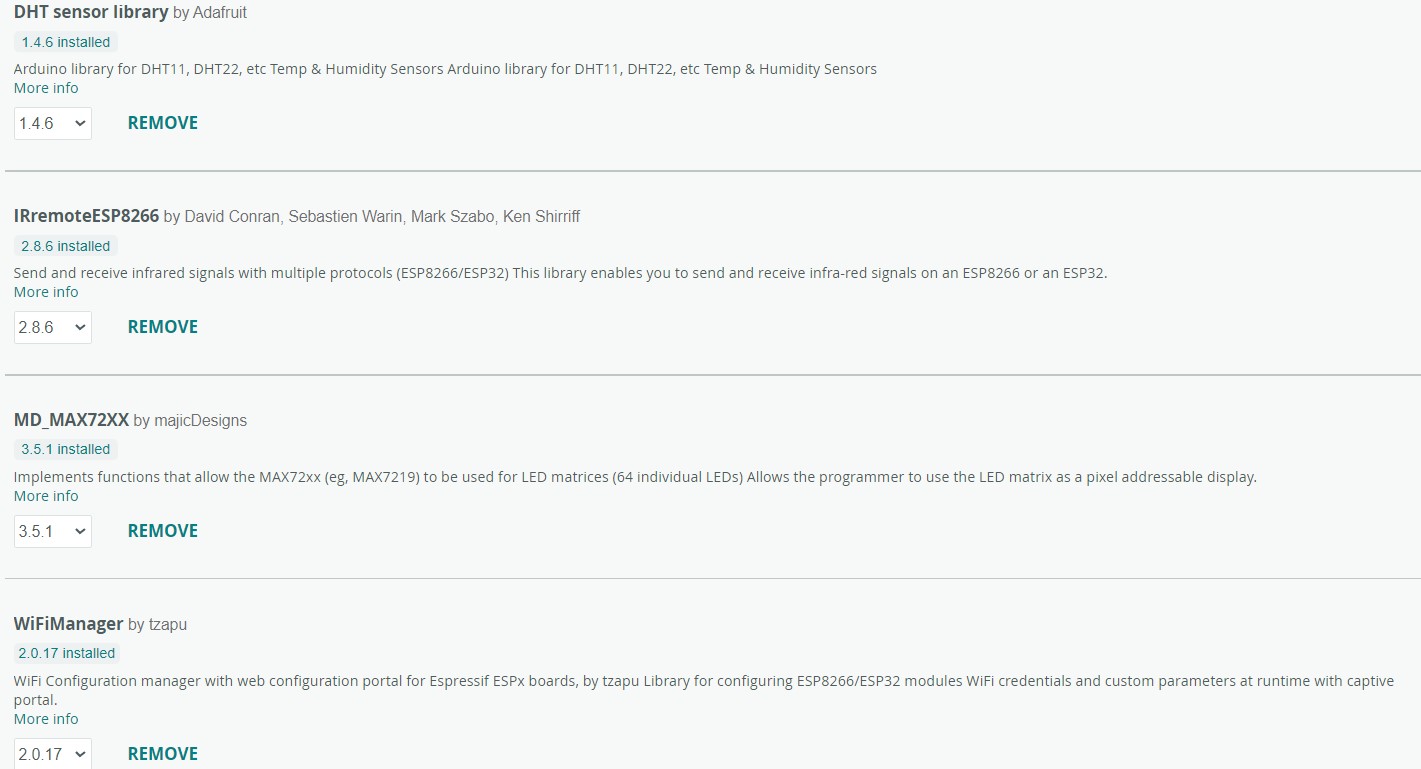 DHT sensor library by Adafruit
1.4.6 installed
Arduino library for DHT11, DHT22, etc Temp & Humidity Sensors Arduino library for DHT11, DHT22, etc Temp & Humidity Sensors
More info
1.4.6 REMOVE
IRremoteESP8266 by David Conran, Sebastien Warin, Mark Szabo, Ken Shirriff
2.8.6 installed
Send and receive infrared signals with multiple protocols (ESP8266/ESP32) This library enables you to send and receive infra-red signals on an ESP8266 or an ESP32.
More info
2.8.6 REMOVE
MD_MAX72XX by majicDesigns
3.5.1 installed
Implements functions that allow the MAX72xx (eg, MAX7219) to be used for LED matrices (64 individual LEDs) Allows the programmer to use the LED matrix as a pixel addressable display.
More info
3.5.1 REMOVE
WiFiManager by tzapu
2.0.17 installed
WiFi Configuration manager with web configuration portal for Espressif ESPx boards, by tzapu Library for configuring ESP8266/ESP32 modules WiFi credentials and custom parameters at runtime with captive
portal.
More info
2.0.17 REMOVE